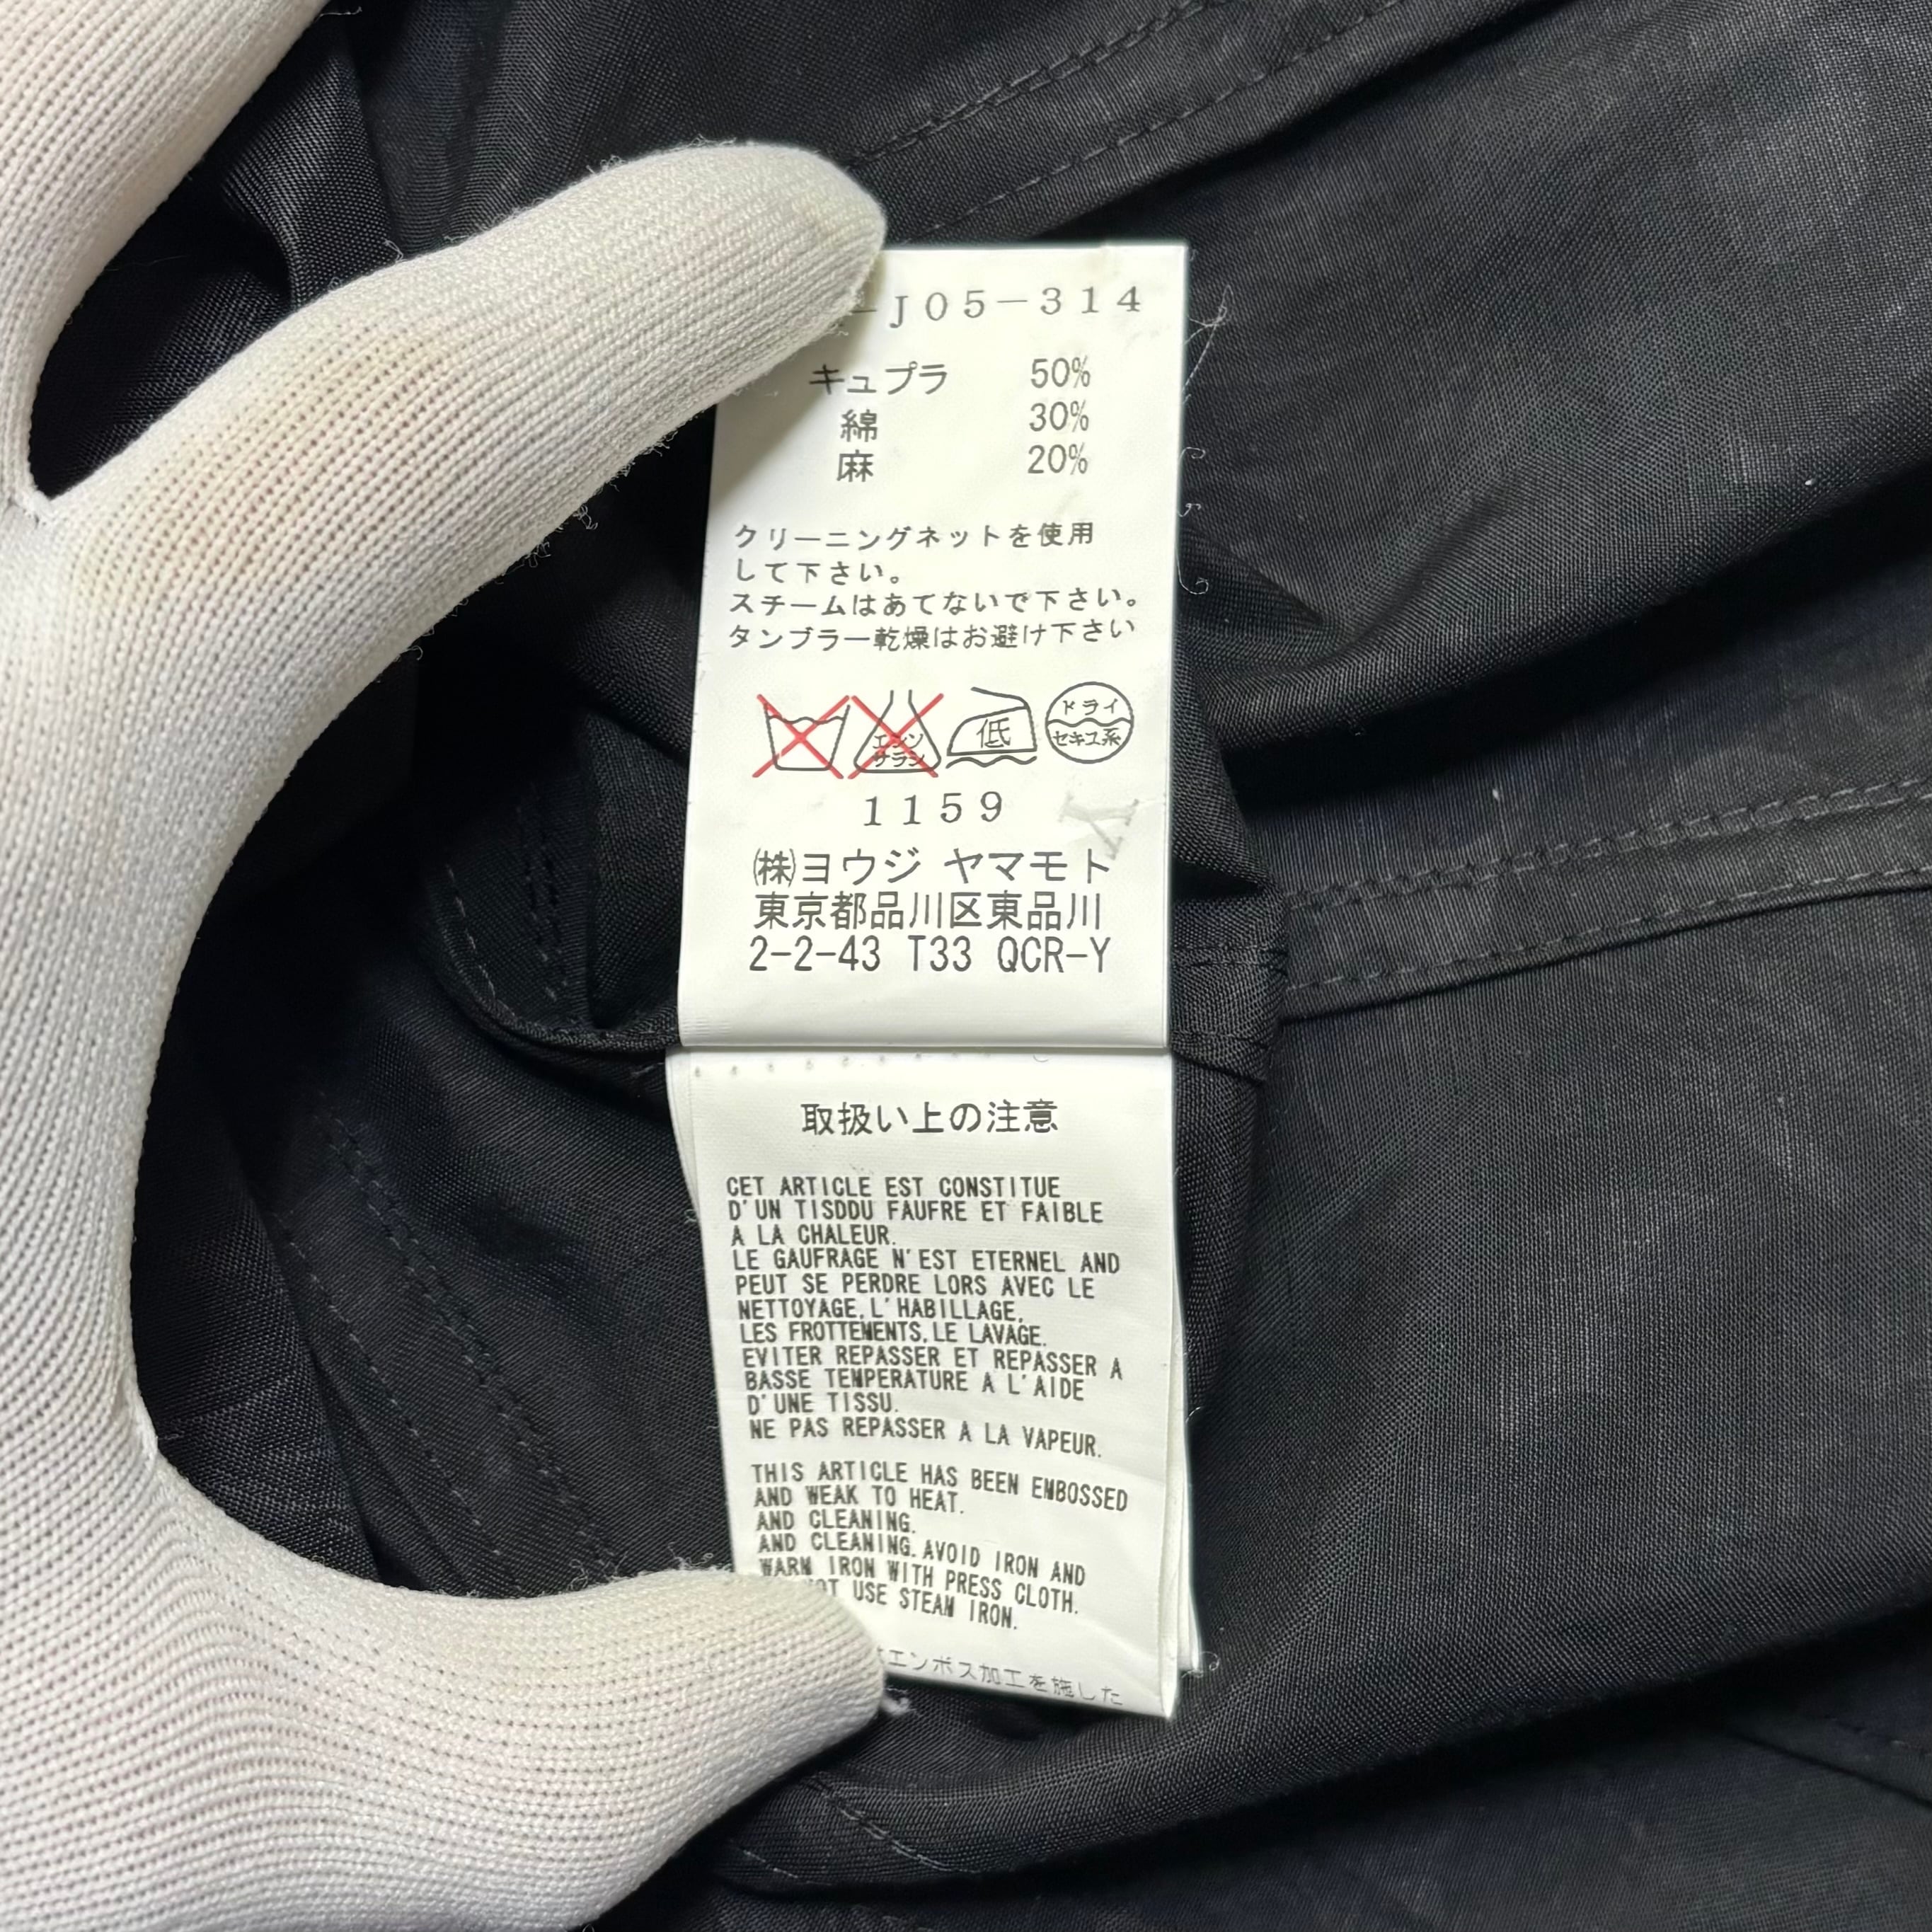 -J05-314
キュプラ 50%
綿 30%
麻 20%
クリーニングネットを使用
して下さい。
スチームはあてないで下さい。
タンブラー乾燥はお避け下さい
エンソ サラシ 低 ドライ セキユ系
1159
㈱ヨウジ ヤマモト
東京都品川区東品川
2-2-43 T33 QCR-Y
取扱い上の注意
CET ARTICLE EST CONSTITUE
D'UN TISDDU FAUFRE ET FAIBLE
A LA CHALEUR.
LE GAUFRAGE N'EST ETERNEL AND
PEUT SE PERDRE LORS AVEC LE
NETTOYAGE,L'HABILLAGE,
LES FROTTEMENTS,LE LAVAGE.
EVITER REPASSER ET REPASSER A
BASSE TEMPERATURE A L'AIDE
D'UNE TISSU.
NE PAS REPASSER A LA VAPEUR.
THIS ARTICLE HAS BEEN EMBOSSED
AND WEAK TO HEAT.
AND CLEANING.
AND CLEANING.AVOID IRON AND
WARM IRON WITH PRESS CLOTH.
USE STEAM IRON.
エンボス加工を施した